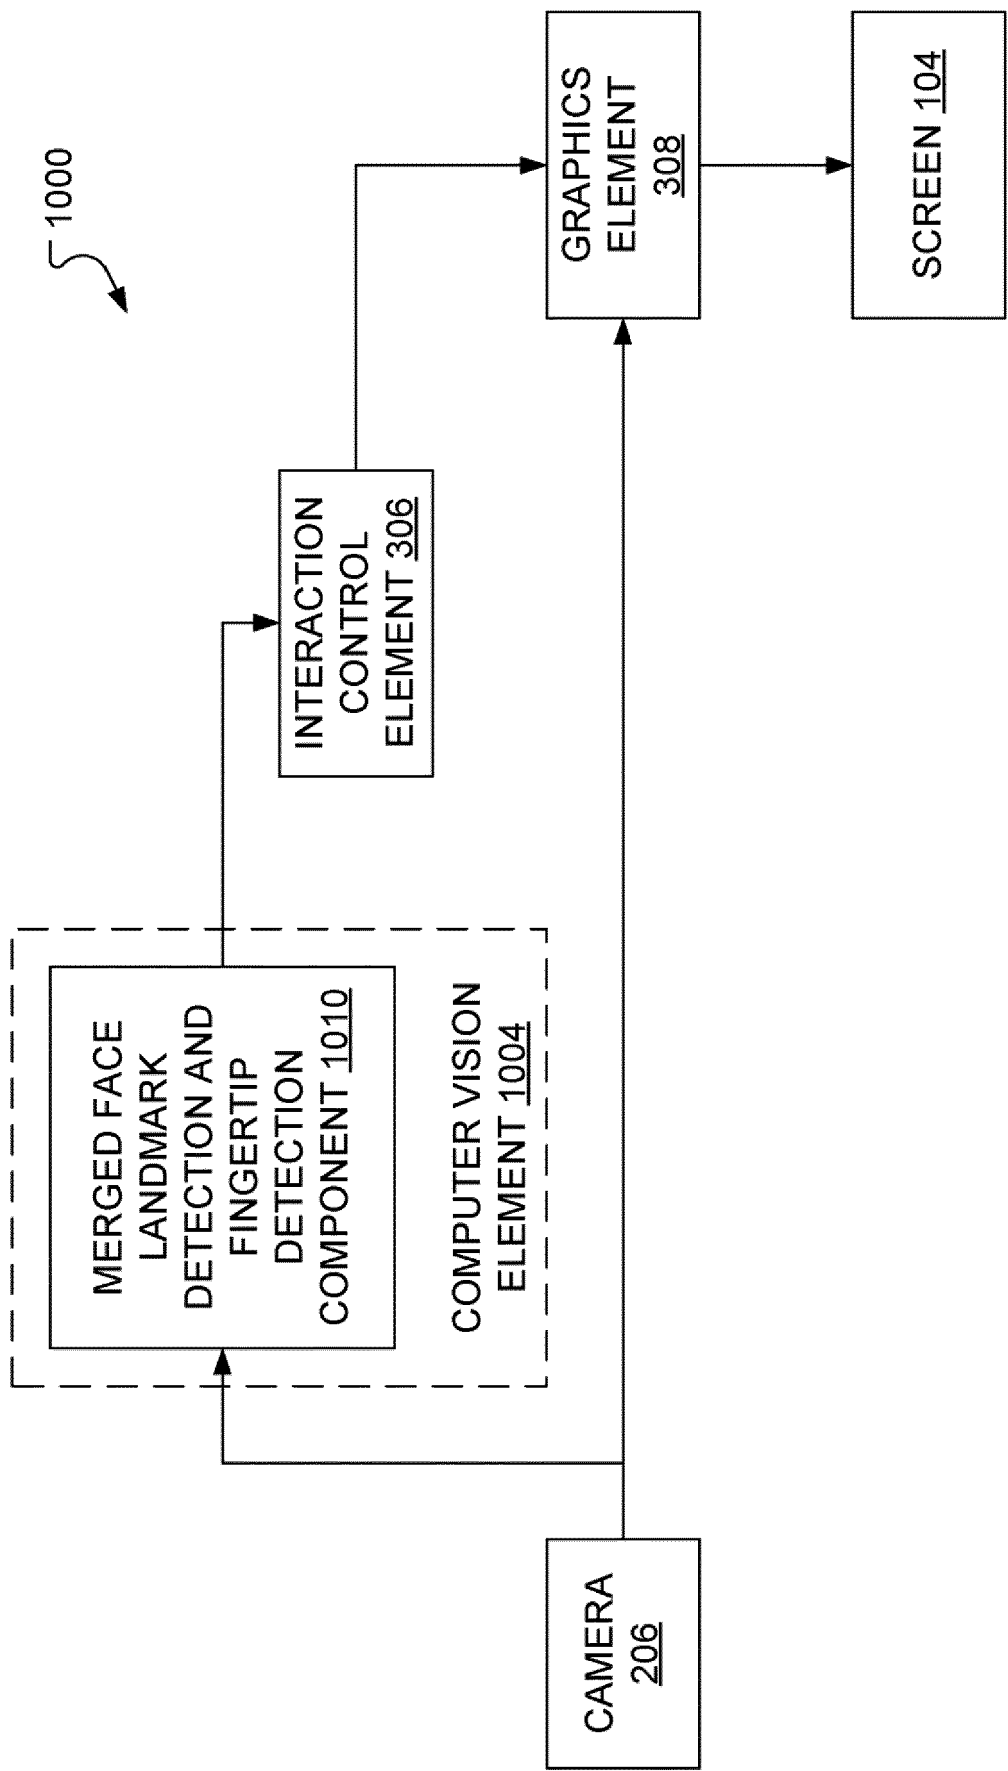 1000
MERGED FACE
LANDMARK
DETECTION AND
FINGERTIP
DETECTION
COMPONENT 1010
COMPUTER VISION
ELEMENT 1004
INTERACTION
CONTROL
ELEMENT 306
CAMERA
206
GRAPHICS
ELEMENT
308
SCREEN 104